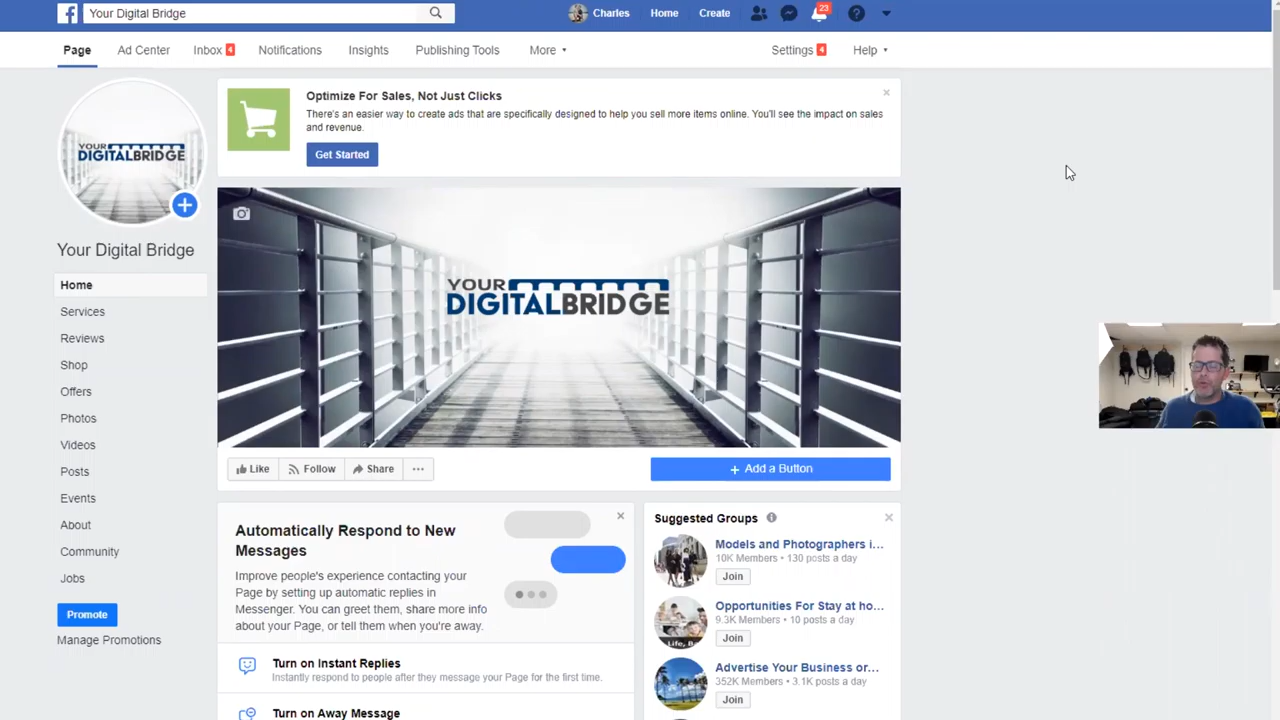 Your Digital Bridge
Charles Home Create 23
Page Ad Center Inbox 4 Notifications Insights Publishing Tools More Settings 4 Help
Optimize For Sales, Not Just Clicks
There's an easier way to create ads that are specifically designed to help you sell more items online. You'll see the impact on sales
and revenue.
Get Started
YOUR
DIGITALBRIDGE
Your Digital Bridge
Home
Services
Reviews
Shop
Offers
Photos
Videos
Posts
Events
About
Community
Jobs
Promote
Manage Promotions
YOUR
DIGITALBRIDGE
Like Follow Share ... + Add a Button
Automatically Respond to New
Messages
Improve people's experience contacting your
Page by setting up automatic replies in
Messenger. You can greet them, share more info
about your Page, or tell them when you're away.
Turn on Instant Replies
Instantly respond to people after they message your Page for the first time.
Turn on Away Message
Suggested Groups
Models and Photographers i...
10K Members • 130 posts a day
Join
Opportunities For Stay at ho...
9.3K Members • 10 posts a day
Join
Advertise Your Business or...
352K Members • 3.1K posts a day
Join